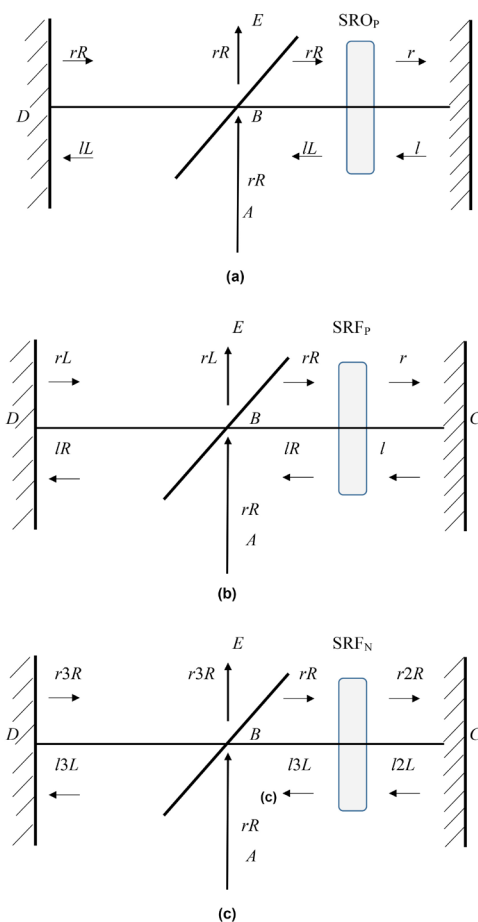 E SRO_P
rR rR rR r
D B
lL lL l
rR
A
(a)
E SRF_P
rL rL rR r
D B C
lR lR l
rR
A
(b)
E SRF_N
r3R r3R rR r2R
D B C
l3L l3L l2L
(c)
rR
A
(c)